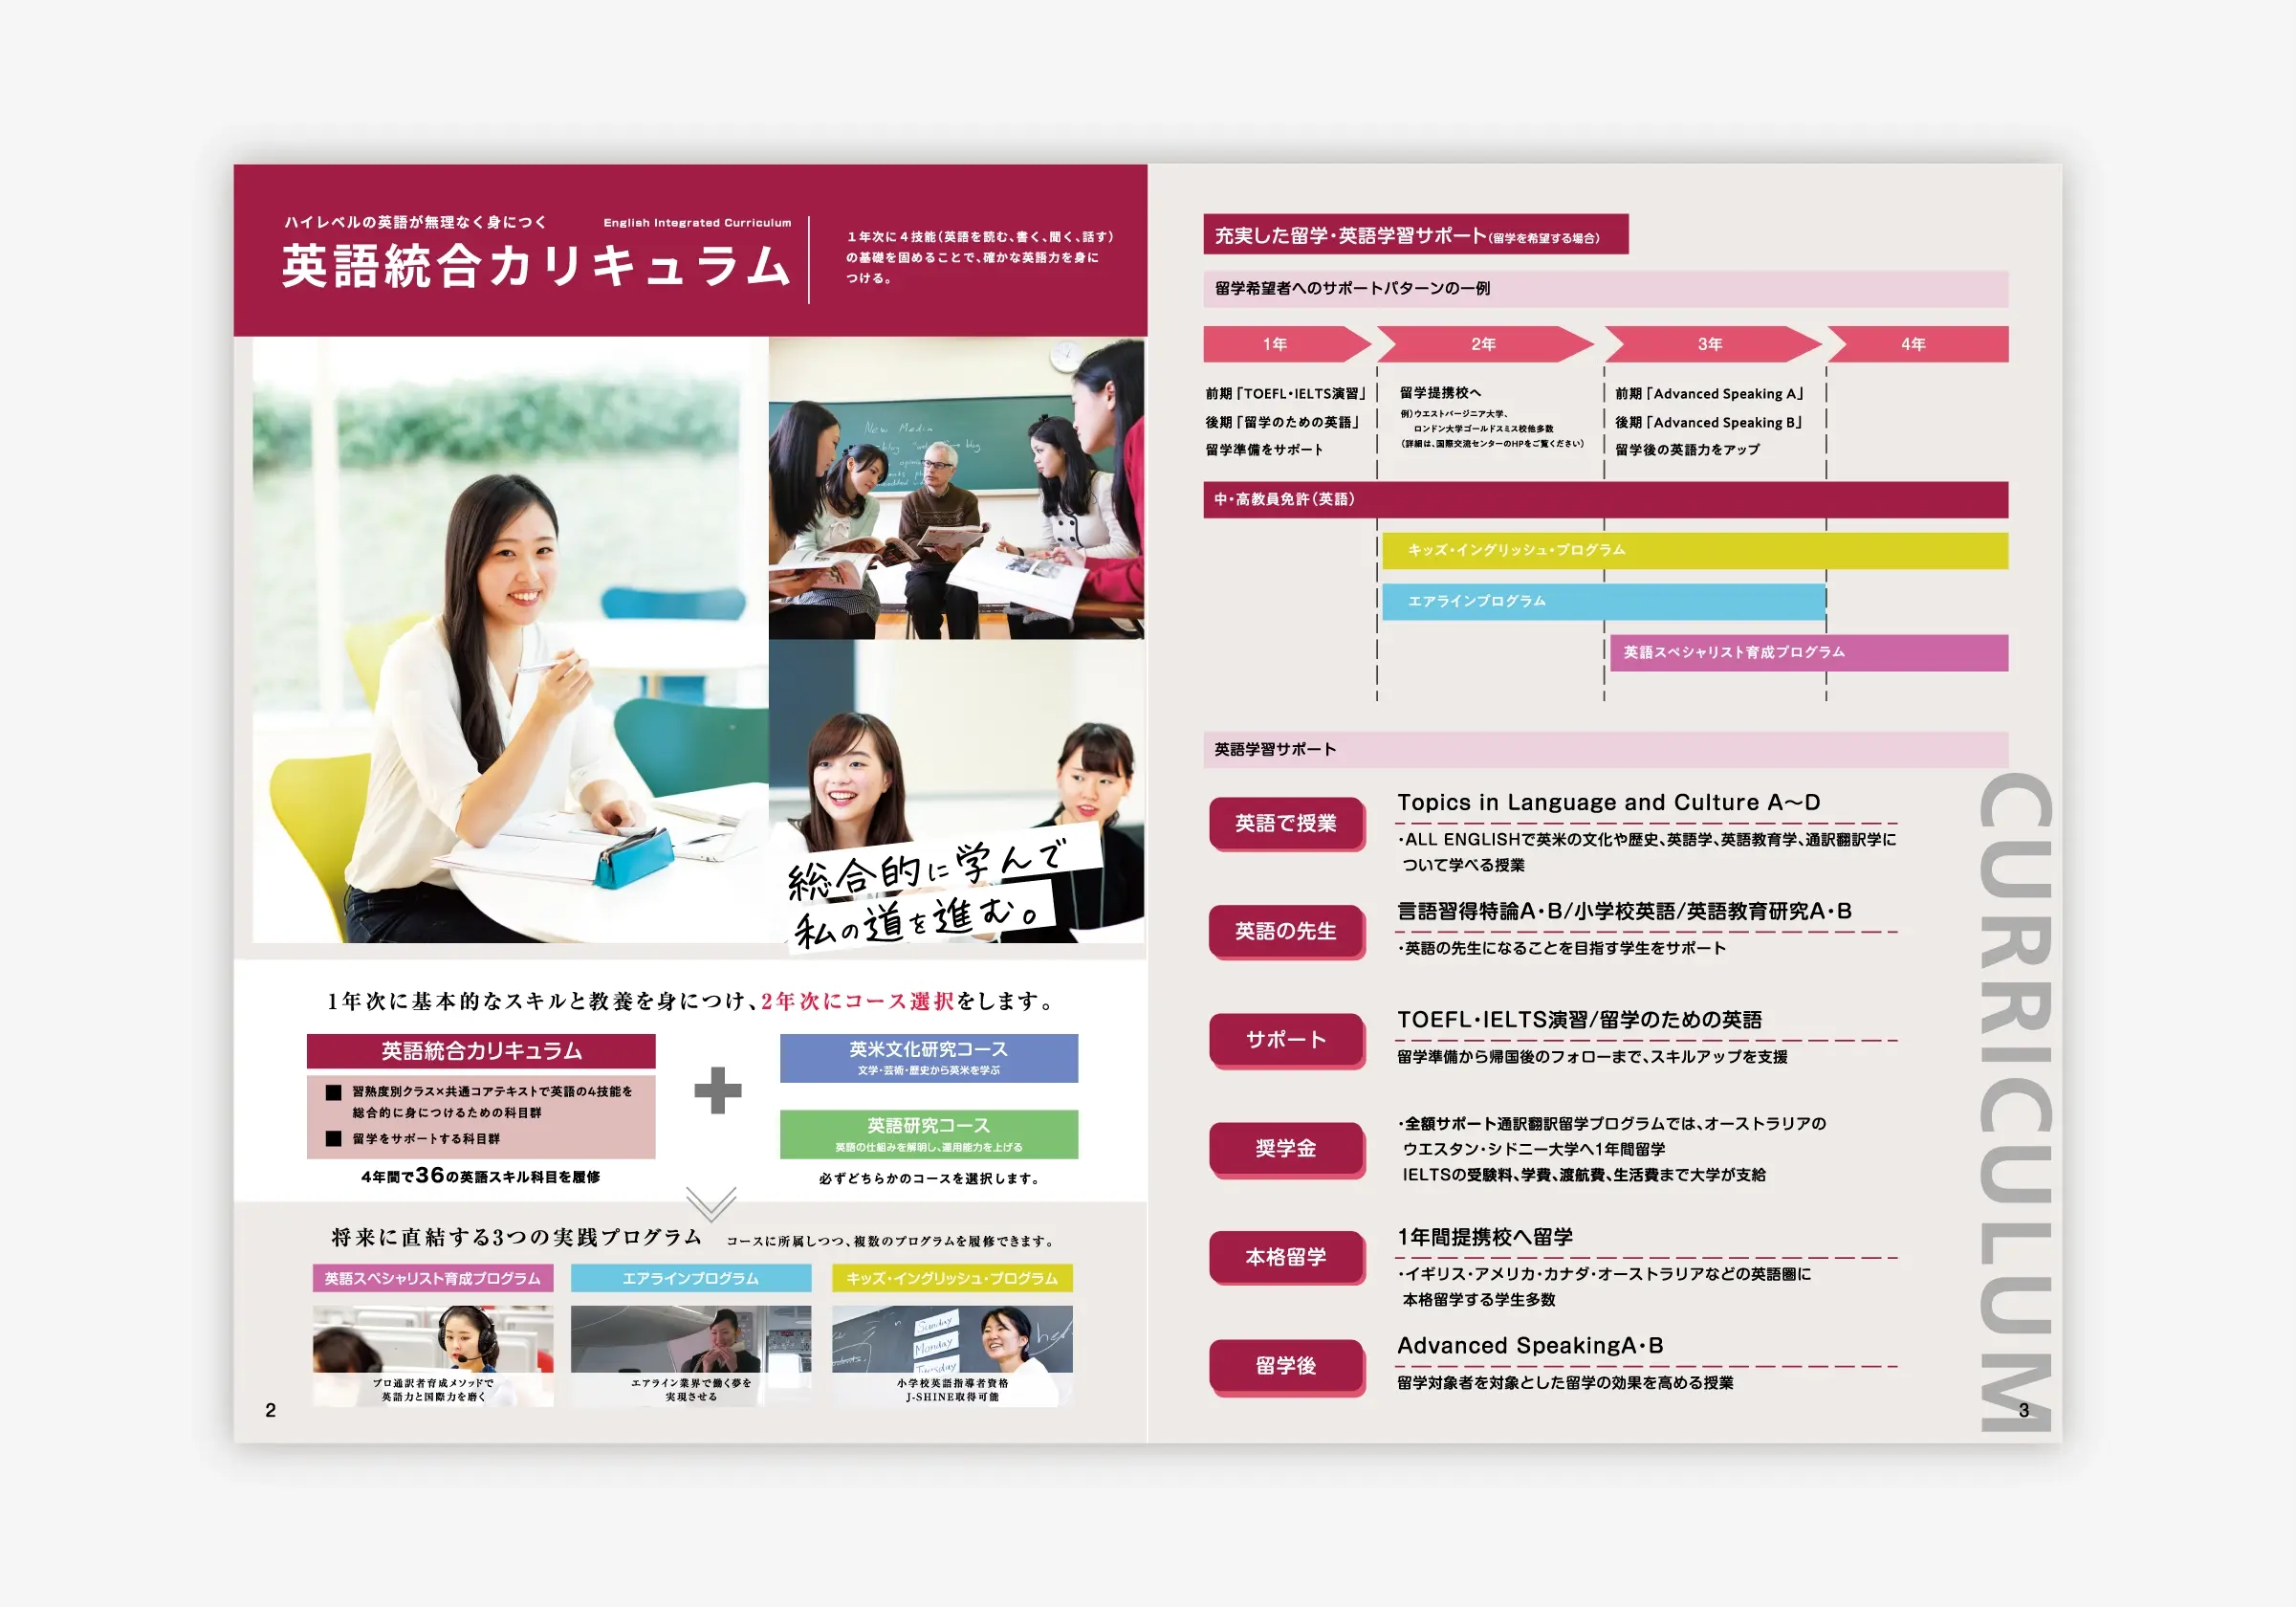 ハイレベルの英語が無理なく身につく
English Integrated Curriculum
英語統合カリキュラム
1年次に4技能（英語を読む、書く、聞く、話す）
の基礎を固めることで、確かな英語力を身に
つける。
New Media
総合的に学んで
私の道を進む。
1年次に基本的なスキルと教養を身につけ、2年次にコース選択をします。
英語統合カリキュラム
■ 習熟度別クラス×共通コアテキストで英語の4技能を
総合的に身につけるための科目群
■ 留学をサポートする科目群
4年間で36の英語スキル科目を履修
英米文化研究コース
文学・芸術・歴史から英米を学ぶ
英語研究コース
英語の仕組みを解明し、運用能力を上げる
必ずどちらかのコースを選択します。
将来に直結する3つの実践プログラム
コースに所属しつつ、複数のプログラムを履修できます。
英語スペシャリスト育成プログラム
プロ通訳者育成メソッドで
英語力と国際力を磨く
エアラインプログラム
エアライン業界で働く夢を
実現させる
キッズ・イングリッシュ・プログラム
Sunday
Monday
Tuesday
小学校英語指導者資格
J-SHINE取得可能
2
充実した留学・英語学習サポート（留学を希望する場合）
留学希望者へのサポートパターンの一例
1年
2年
3年
4年
前期「TOEFL・IELTS演習」
後期「留学のための英語」
留学準備をサポート
留学提携校へ
例）ウエストバージニア大学、
ロンドン大学ゴールドスミス校他多数
（詳細は、国際交流センターのHPをご覧ください）
前期「Advanced Speaking A」
後期「Advanced Speaking B」
留学後の英語力をアップ
中・高教員免許（英語）
キッズ・イングリッシュ・プログラム
エアラインプログラム
英語スペシャリスト育成プログラム
英語学習サポート
英語で授業
Topics in Language and Culture A～D
・ALL ENGLISHで英米の文化や歴史、英語学、英語教育学、通訳翻訳学に
ついて学べる授業
英語の先生
言語習得特論A・B/小学校英語/英語教育研究A・B
・英語の先生になることを目指す学生をサポート
サポート
TOEFL・IELTS演習/留学のための英語
留学準備から帰国後のフォローまで、スキルアップを支援
奨学金
・全額サポート通訳翻訳留学プログラムでは、オーストラリアの
ウエスタン・シドニー大学へ1年間留学
IELTSの受験料、学費、渡航費、生活費まで大学が支給
本格留学
1年間提携校へ留学
・イギリス・アメリカ・カナダ・オーストラリアなどの英語圏に
本格留学する学生多数
留学後
Advanced SpeakingA・B
留学対象者を対象とした留学の効果を高める授業
CURRICULUM
3